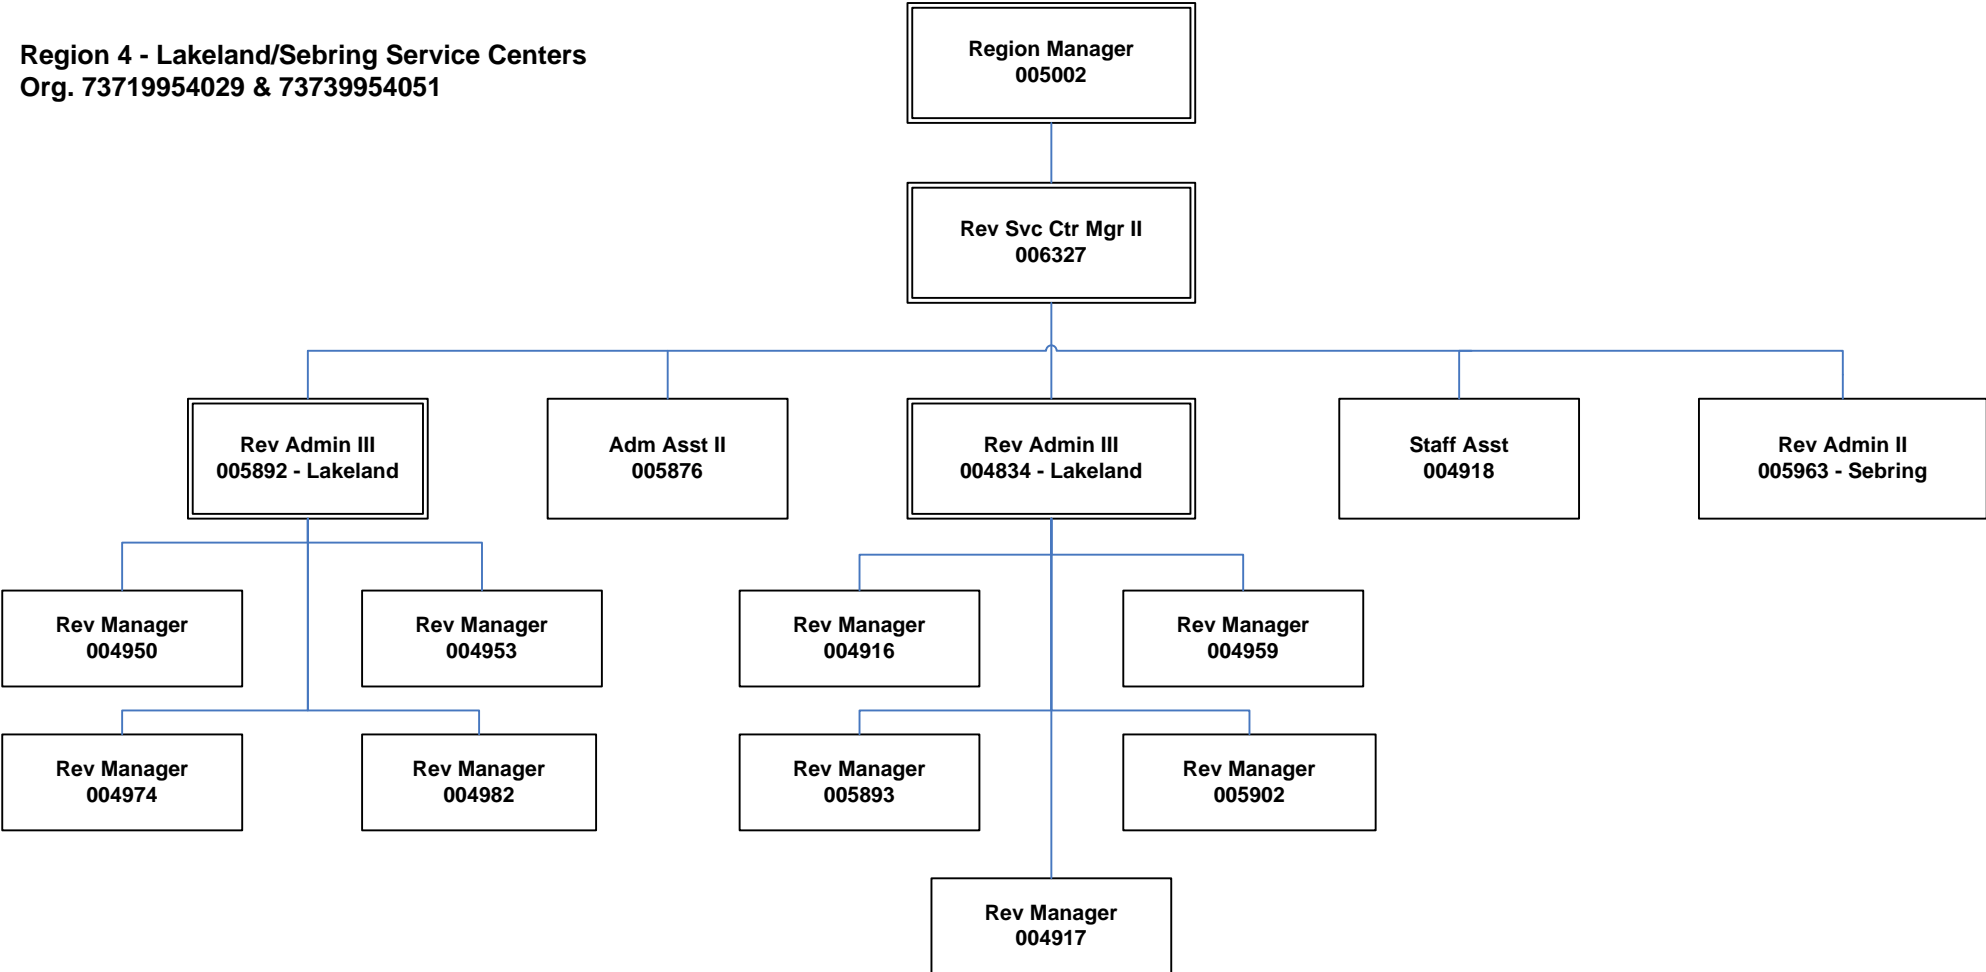 Region 4 - Lakeland/Sebring Service Centers
Org. 73719954029 & 73739954051
Region Manager
005002
Rev Svc Ctr Mgr II
006327
Rev Admin III
005892 - Lakeland
Adm Asst II
005876
Rev Admin III
004834 - Lakeland
Staff Asst
004918
Rev Admin II
005963 - Sebring
Rev Manager
004950
Rev Manager
004953
Rev Manager
004916
Rev Manager
004959
Rev Manager
004974
Rev Manager
004982
Rev Manager
005893
Rev Manager
005902
Rev Manager
004917